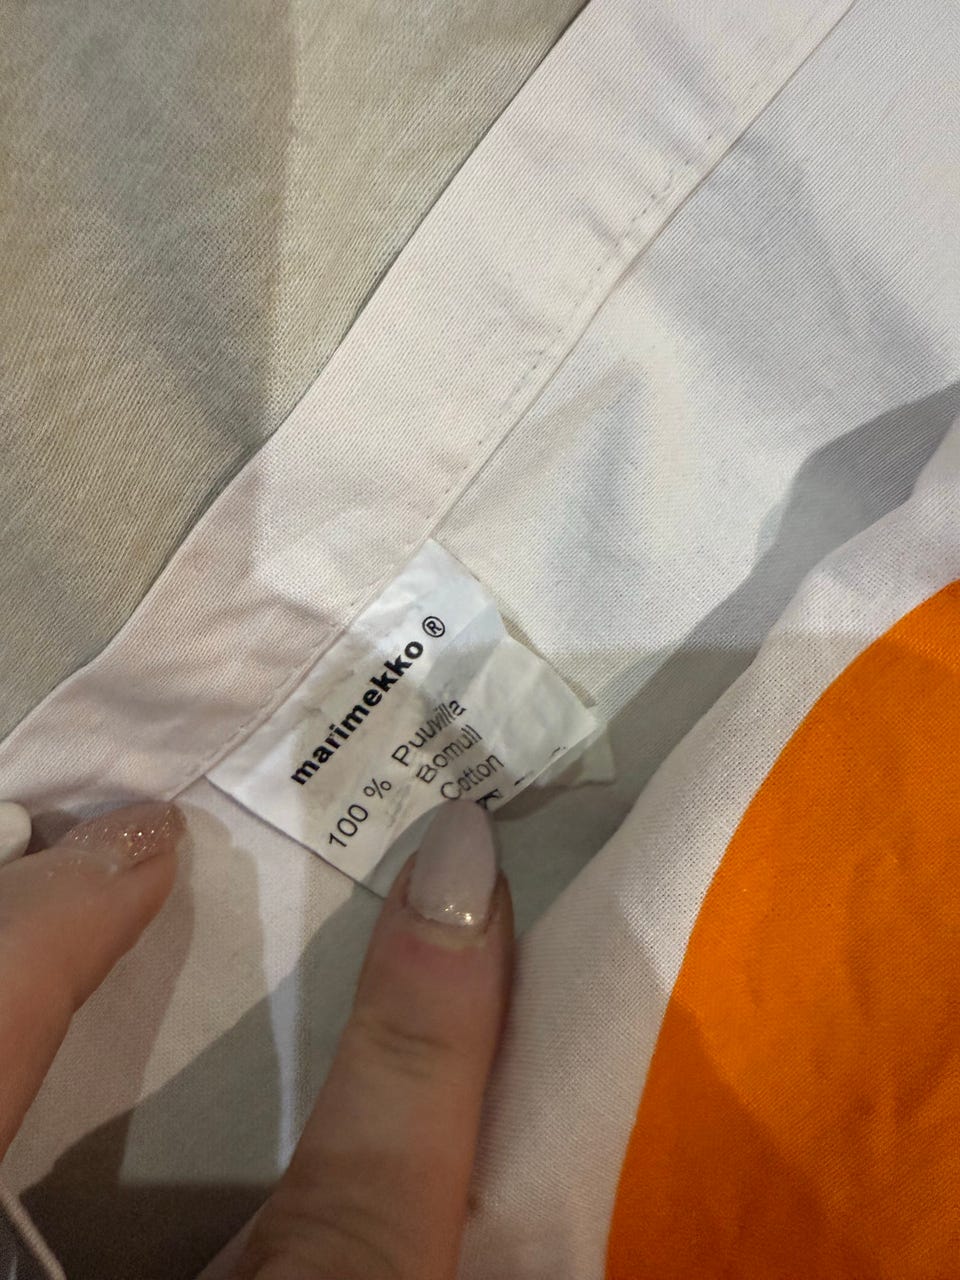 marimekko ®
100 % Puuvilla
Bomull
Cotton